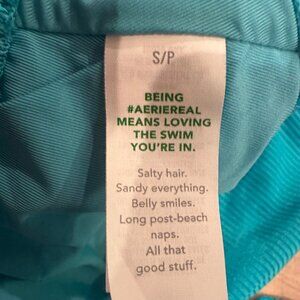 S/P
BEING
#AERIEREAL
MEANS LOVING
THE SWIM
YOU'RE IN.
Salty hair.
Sandy everything.
Belly smiles.
Long post-beach
naps.
All that
good stuff.